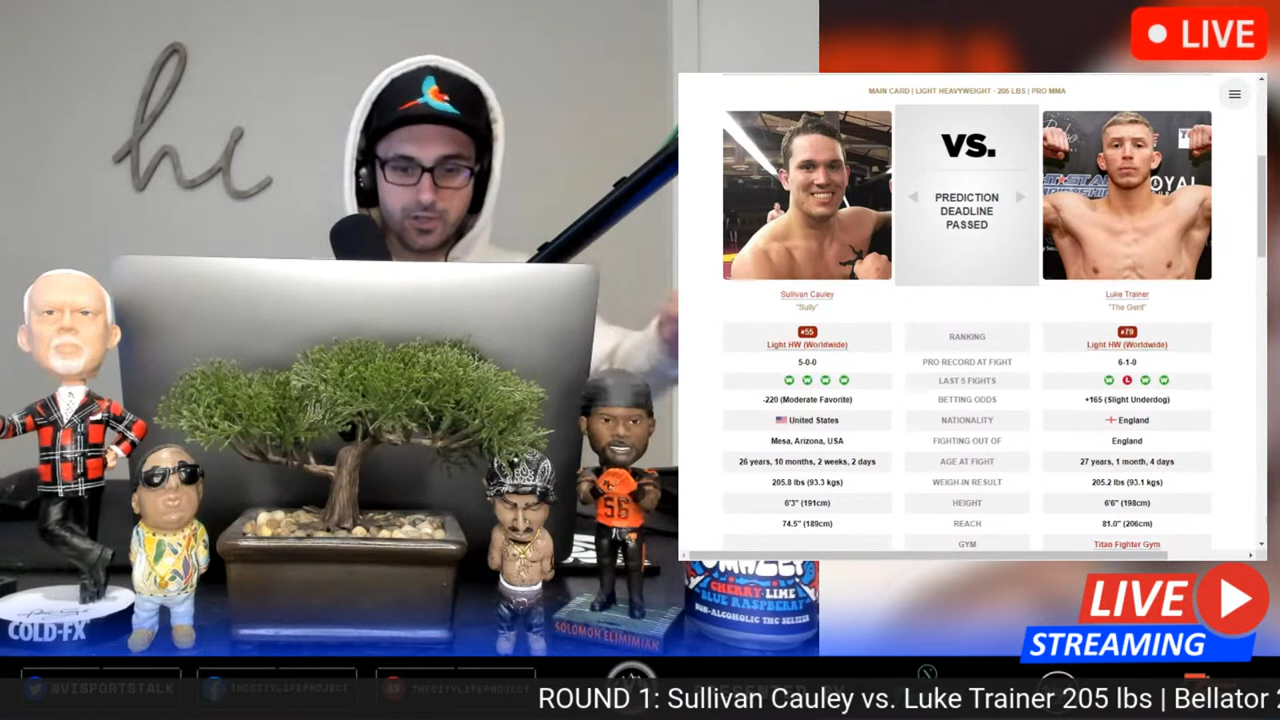 hi
LIVE
MAIN CARD | LIGHT HEAVYWEIGHT · 205 LBS | PRO MMA
VS.
PREDICTION
DEADLINE
PASSED
ROYAL
Sullivan Cauley
"Sully"
Luke Trainer
"The Gent"
#55
Light HW (Worldwide)
RANKING
#79
Light HW (Worldwide)
5-0-0
PRO RECORD AT FIGHT
6-1-0
W W W W
LAST 5 FIGHTS
W L W W
-220 (Moderate Favorite)
BETTING ODDS
+165 (Slight Underdog)
United States
NATIONALITY
England
Mesa, Arizona, USA
FIGHTING OUT OF
England
26 years, 10 months, 2 weeks, 2 days
AGE AT FIGHT
27 years, 1 month, 4 days
205.8 lbs (93.3 kgs)
WEIGH-IN RESULT
205.2 lbs (93.1 kgs)
6'3" (191cm)
HEIGHT
6'6" (198cm)
74.5" (189cm)
REACH
81.0" (206cm)
GYM
Titan Fighter Gym
56
COLD-FX
SOLOMON ELIMIMIAN
CHERRY-LIME
BLUE RASPBERRY
NON-ALCOHOLIC THC SELTZER
LIVE
STREAMING
@VISPORTSTALK
THECITYLIFEPROJECT
THECITYLIFEPROJECT
ROUND 1: Sullivan Cauley vs. Luke Trainer 205 lbs | Bellator